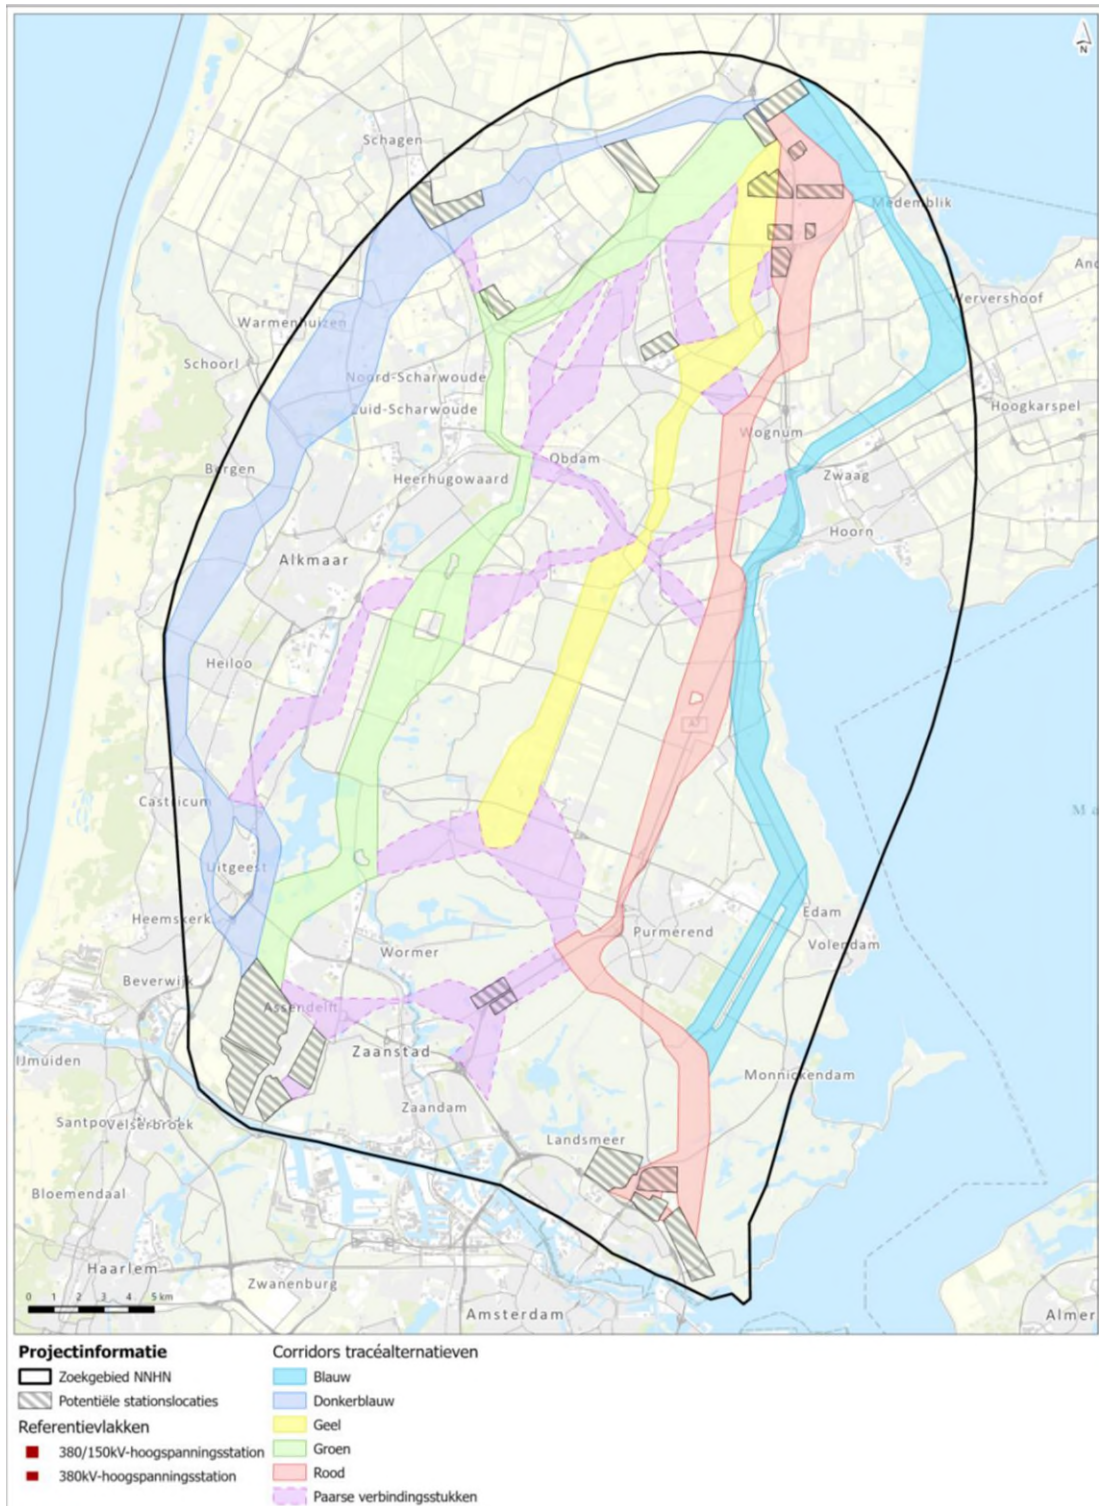 N
Schagen
Medemblik
Wervershoof
Warmenhuizen
Schoorl
Noord-Scharwoude
Zuid-Scharwoude
Hoogkarspel
Wognum
Bergen
Obdam
Heerhugowaard
Zwaag
Hoorn
Alkmaar
Heiloo
A7
Castricum
Uitgeest
Heemskerk
Edam
Purmerend
Volendam
Wormer
Beverwijk
Assendelft
IJmuiden
Zaanstad
Monnickendam
Zaandam
Velserbroek
Landsmeer
Bloemendaal
Haarlem
Zwanenburg
0 1 2 3 4 5 km
Amsterdam
Almer
Projectinformatie
Zoekgebied NNHN
Potentiële stationslocaties
Referentievlakken
380/150kV-hoogspanningsstation
380kV-hoogspanningsstation
Corridors tracéalternatieven
Blauw
Donkerblauw
Geel
Groen
Rood
Paarse verbindingsstukken